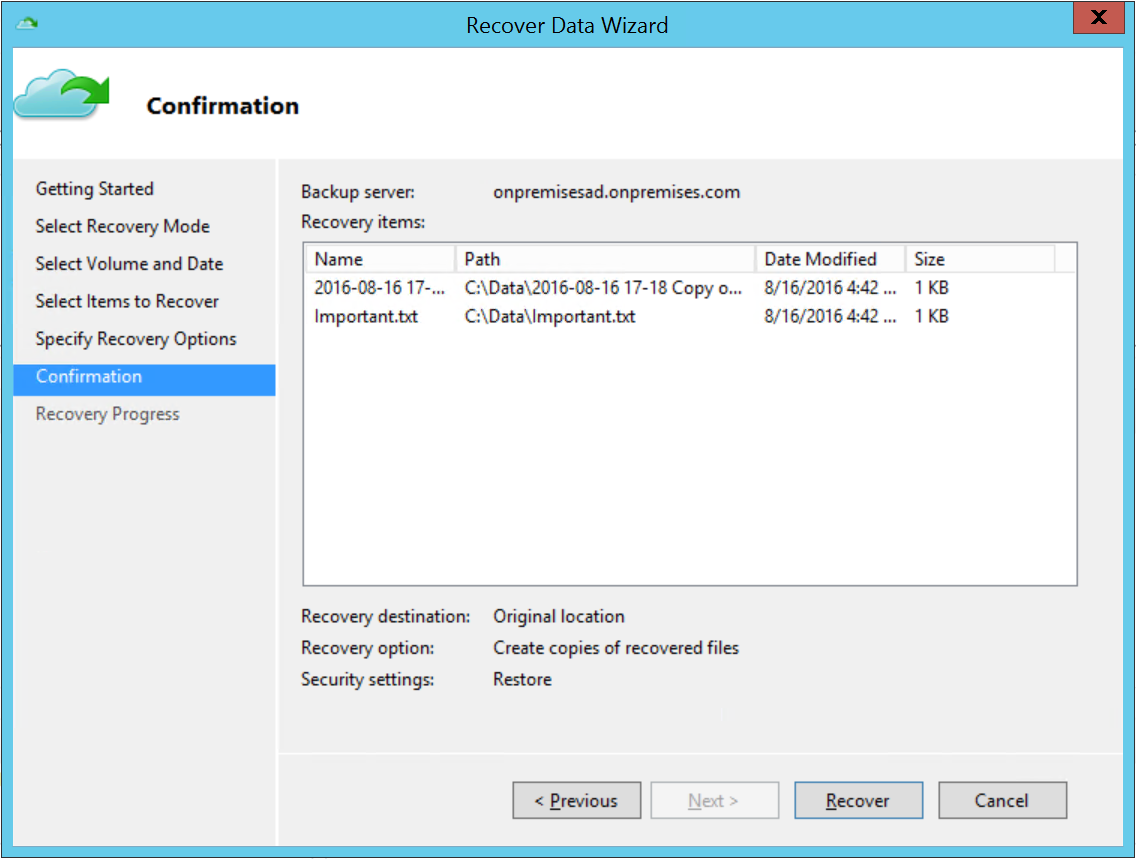 Recover Data Wizard
X
Confirmation
Getting Started
Select Recovery Mode
Select Volume and Date
Select Items to Recover
Specify Recovery Options
Confirmation
Recovery Progress
Backup server: onpremisesad.onpremises.com
Recovery items:
Name Path Date Modified Size
2016-08-16 17-... C:\Data\2016-08-16 17-18 Copy o... 8/16/2016 4:42 ... 1 KB
Important.txt C:\Data\Important.txt 8/16/2016 4:42 ... 1 KB
Recovery destination: Original location
Recovery option: Create copies of recovered files
Security settings: Restore
< Previous Next > Recover Cancel